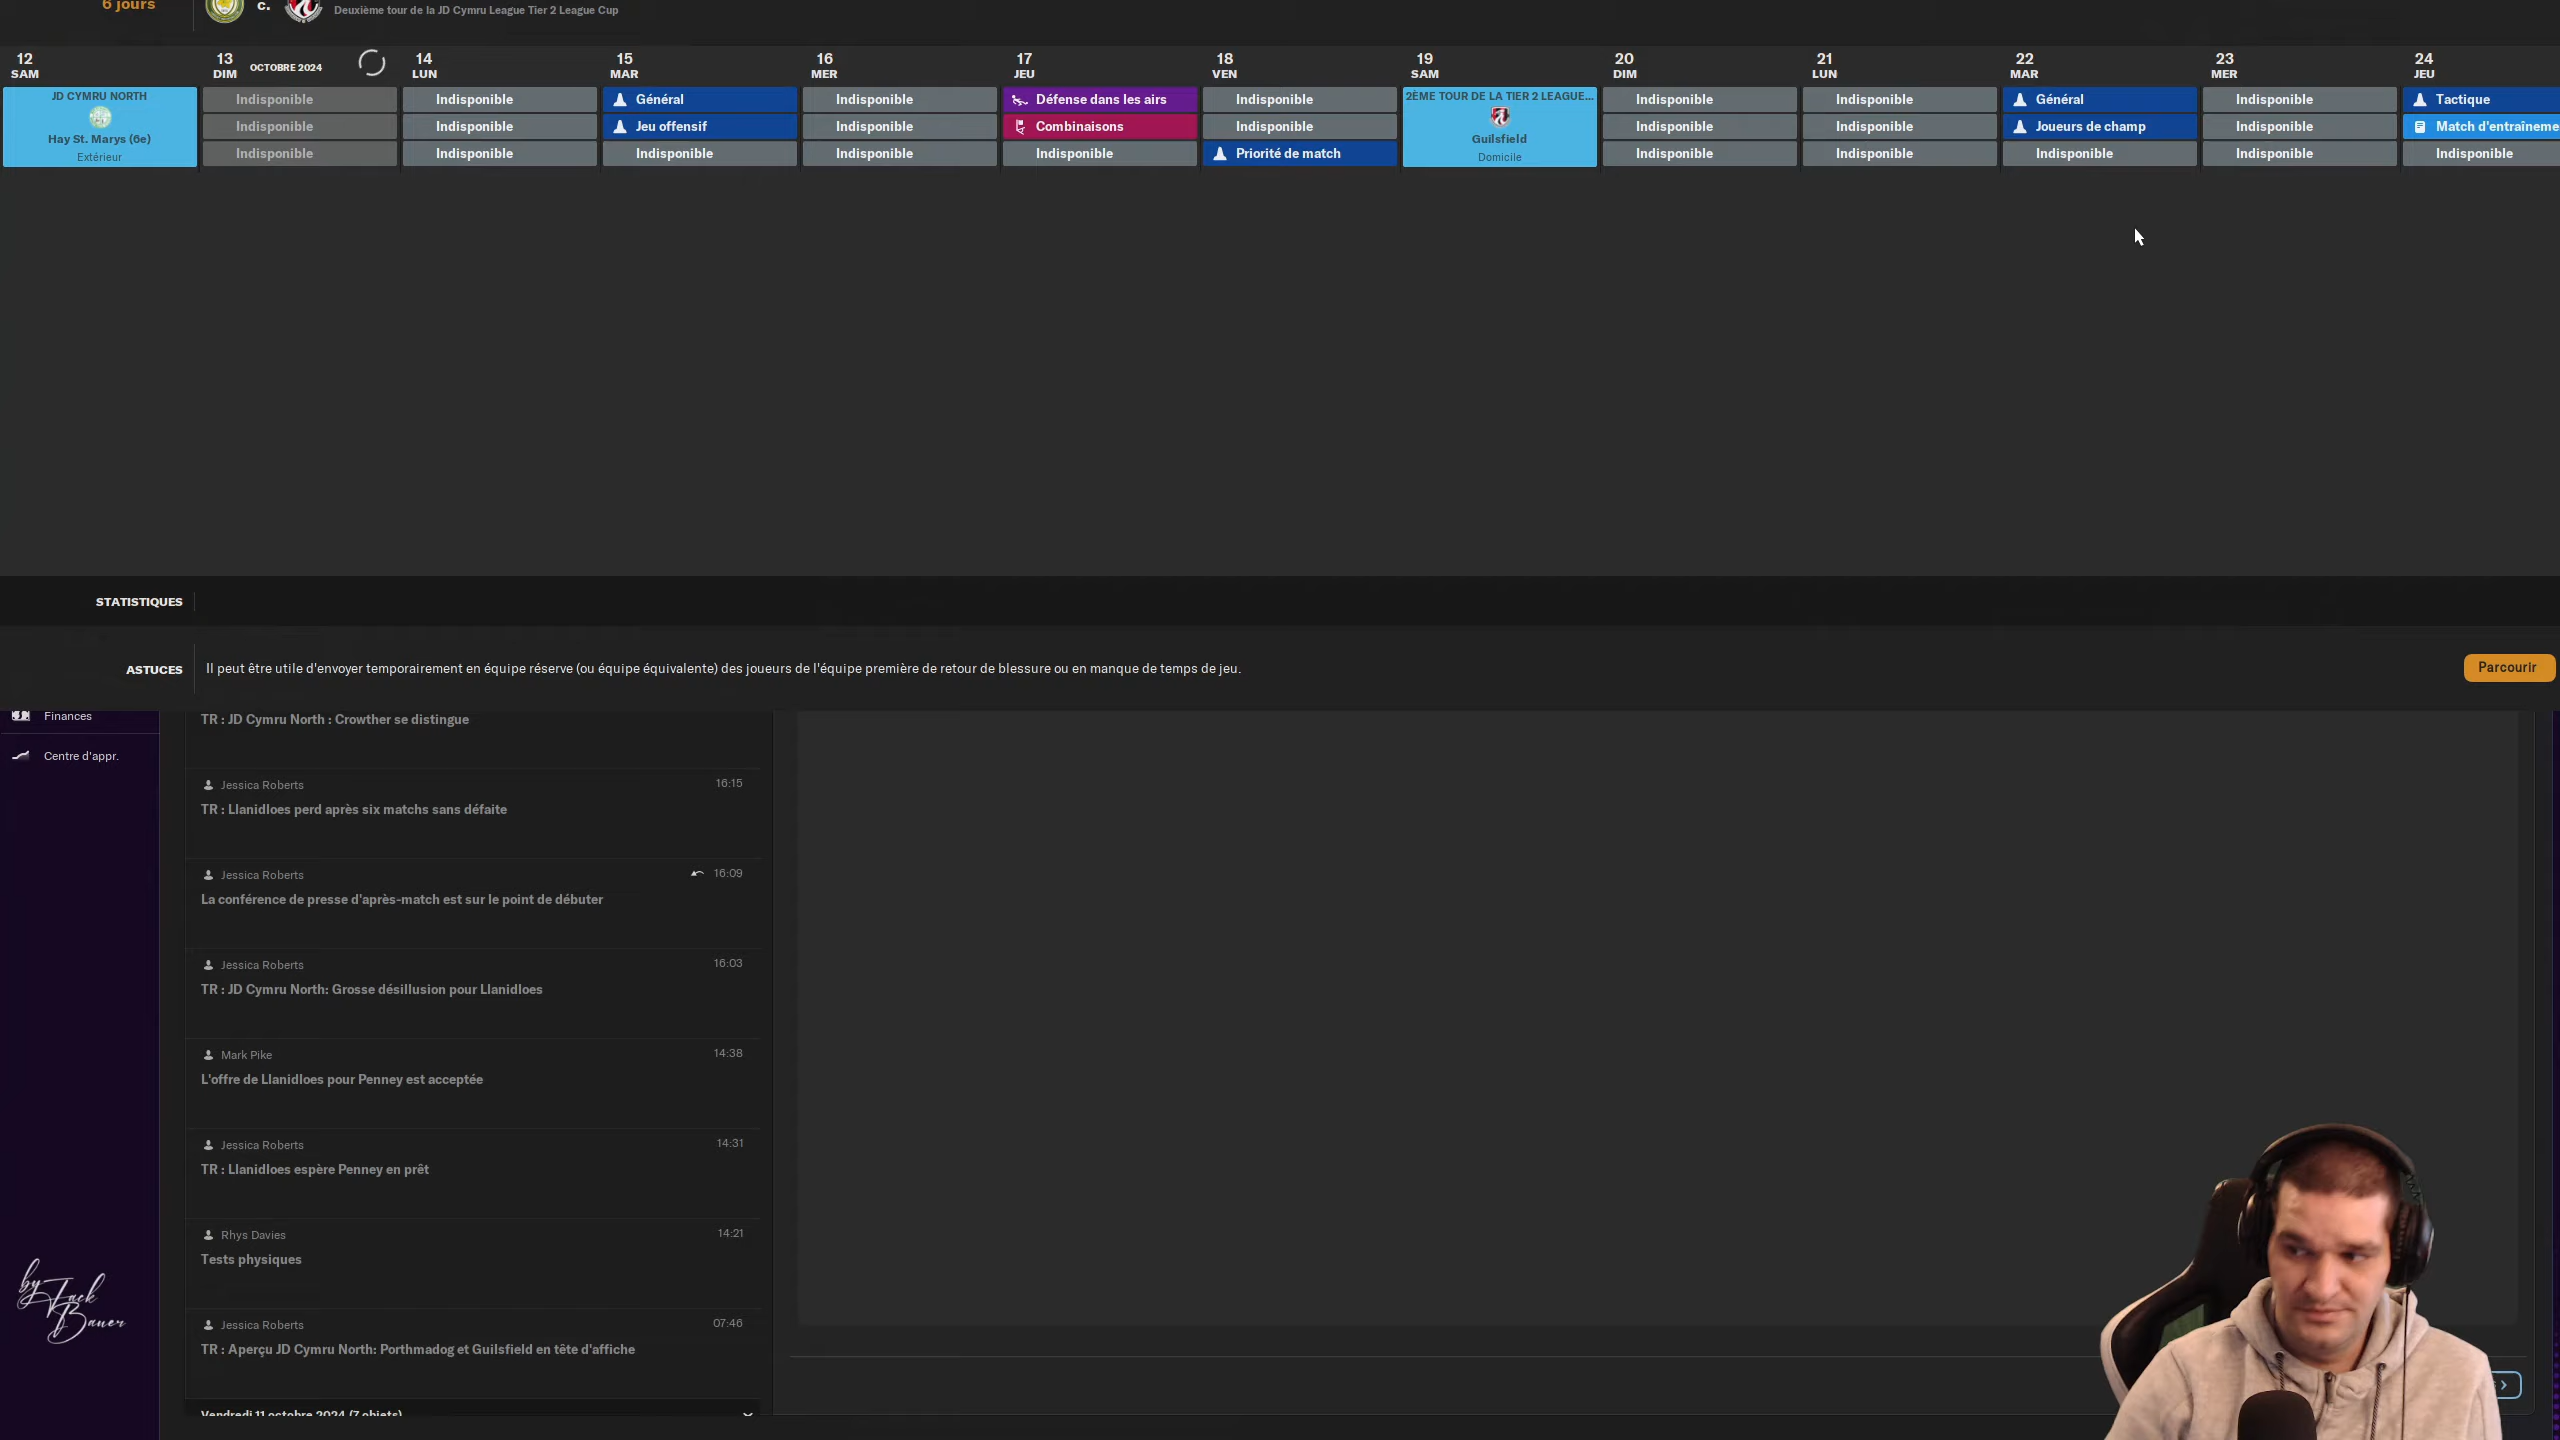 6 jours
c.
Deuxième tour de la JD Cymru League Tier 2 League Cup
12
SAM
13
DIM
OCTOBRE 2024
14
LUN
15
MAR
16
MER
17
JEU
18
VEN
19
SAM
20
DIM
21
LUN
22
MAR
23
MER
24
JEU
JD CYMRU NORTH
Hay St. Marys (6e)
Extérieur
Indisponible
Indisponible
Indisponible
Indisponible
Indisponible
Indisponible
Général
Jeu offensif
Indisponible
Indisponible
Indisponible
Indisponible
Défense dans les airs
Combinaisons
Indisponible
Indisponible
Indisponible
Priorité de match
2ÈME TOUR DE LA TIER 2 LEAGUE...
Guilsfield
Domicile
Indisponible
Indisponible
Indisponible
Indisponible
Indisponible
Indisponible
Général
Joueurs de champ
Indisponible
Indisponible
Indisponible
Indisponible
Tactique
Match d'entraîneme
Indisponible
STATISTIQUES
ASTUCES
Il peut être utile d'envoyer temporairement en équipe réserve (ou équipe équivalente) des joueurs de l'équipe première de retour de blessure ou en manque de temps de jeu.
Parcourir
Finances
Centre d'appr.
TR : JD Cymru North : Crowther se distingue
Jessica Roberts
16:15
TR : Llanidloes perd après six matchs sans défaite
Jessica Roberts
16:09
La conférence de presse d'après-match est sur le point de débuter
Jessica Roberts
16:03
TR : JD Cymru North: Grosse désillusion pour Llanidloes
Mark Pike
14:38
L'offre de Llanidloes pour Penney est acceptée
Jessica Roberts
14:31
TR : Llanidloes espère Penney en prêt
Rhys Davies
14:21
Tests physiques
Jessica Roberts
07:46
TR : Aperçu JD Cymru North: Porthmadog et Guilsfield en tête d'affiche
Vendredi 11 octobre 2024 (7 objets)
by Jack
Bauer